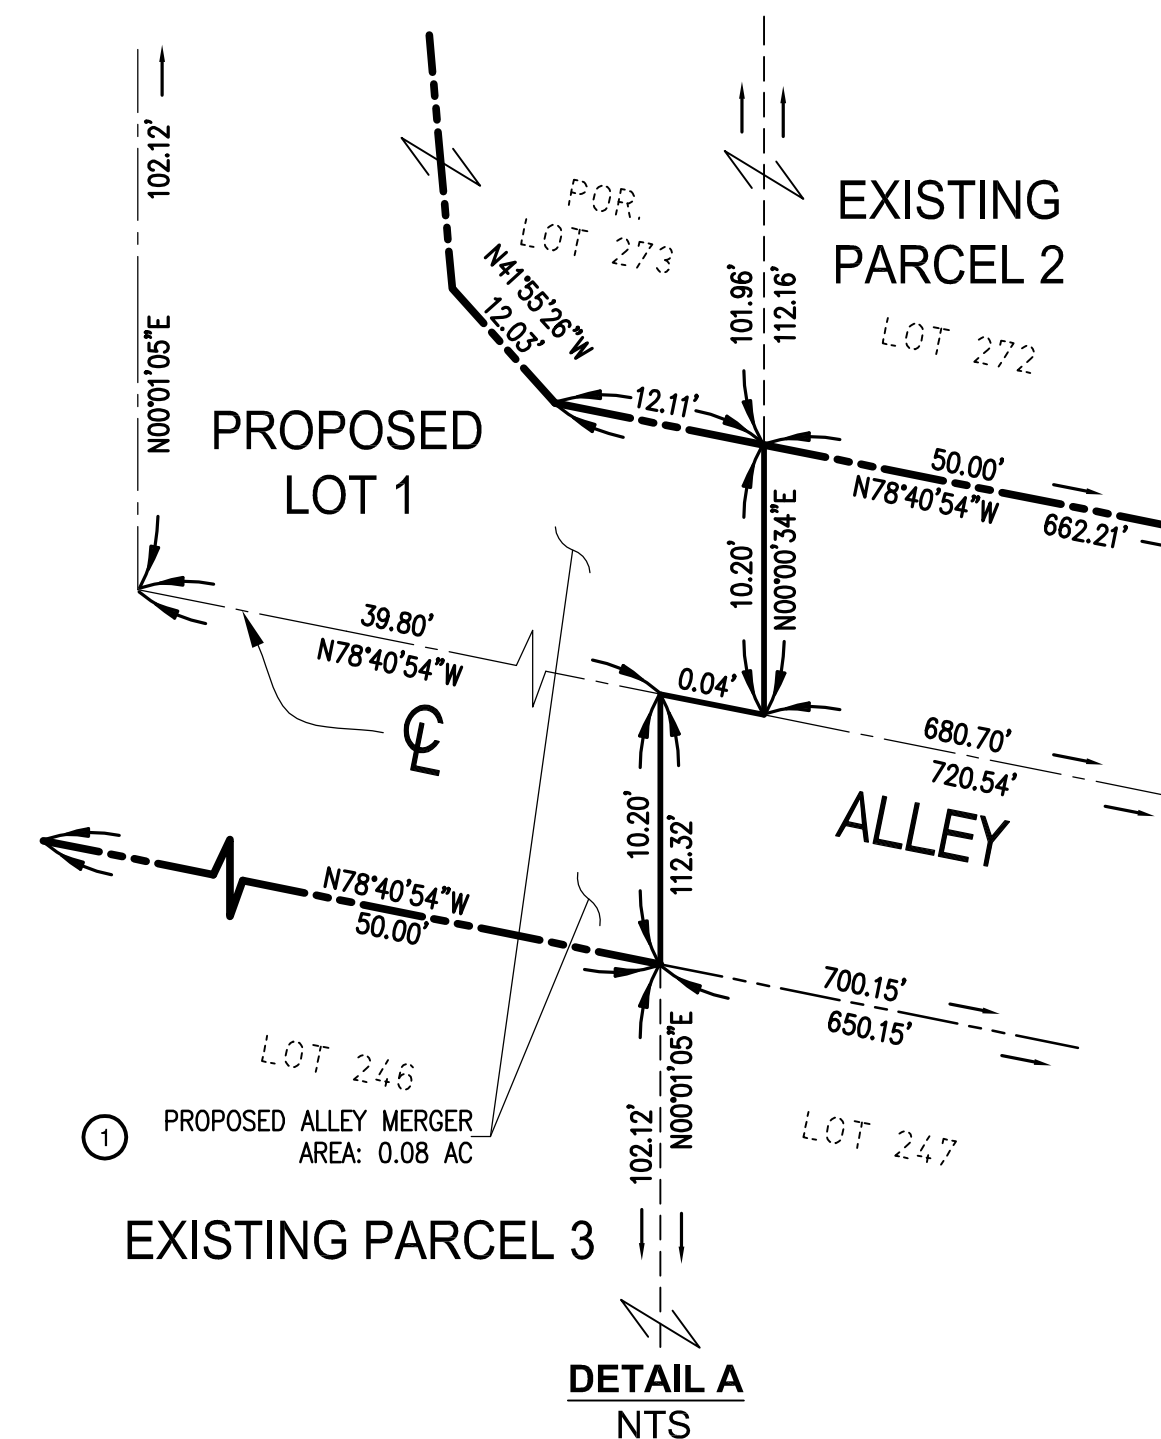 102.12'
N00°01'05"E
POR.
LOT 273
EXISTING
PARCEL 2
N41°55'26"W
12.03'
101.96'
112.16'
LOT 272
PROPOSED
LOT 1
12.11'
50.00'
N78°40'54"W
662.21'
10.20'
N00°00'34"E
39.80'
N78°40'54"W
0.04'
CL
680.70'
720.54'
ALLEY
10.20'
112.32'
N78°40'54"W
50.00'
700.15'
650.15'
LOT 246
N00°01'05"E
102.12'
1
PROPOSED ALLEY MERGER
AREA: 0.08 AC
LOT 247
EXISTING PARCEL 3
DETAIL A
NTS